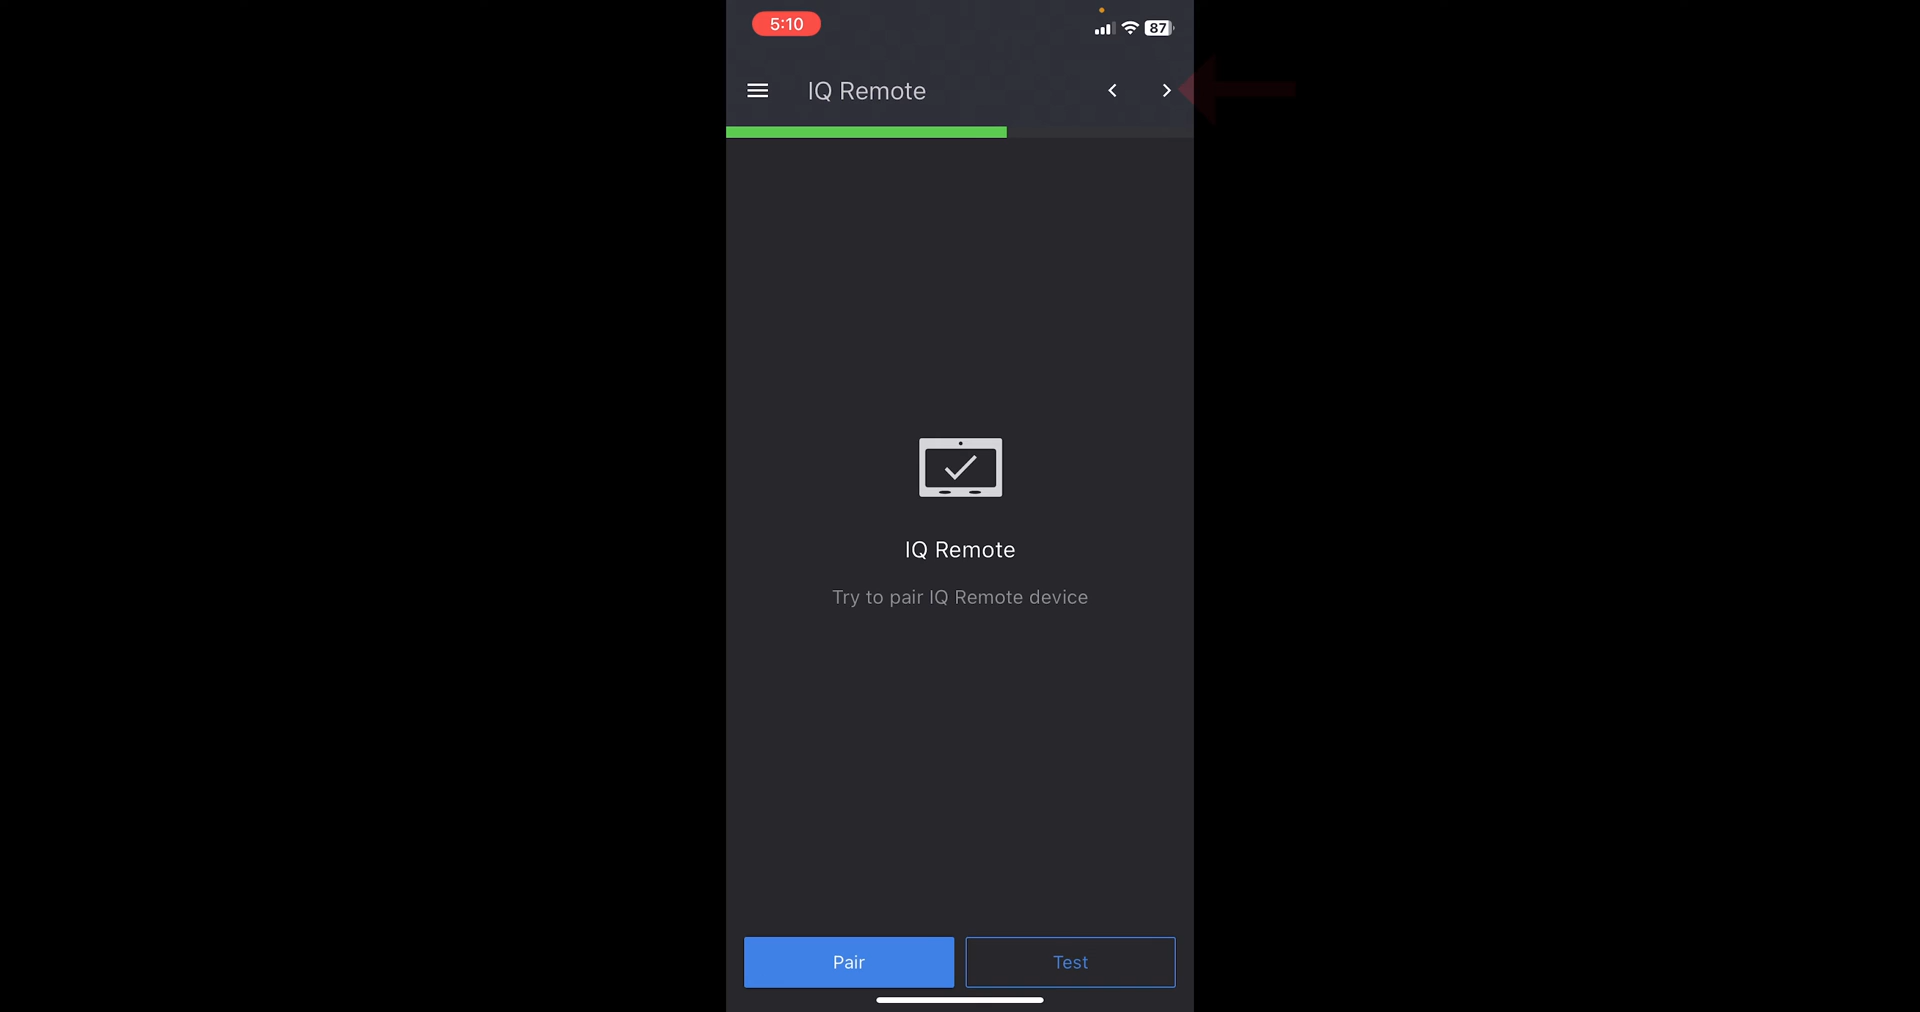 5:10
87
IQ Remote
IQ Remote
Try to pair IQ Remote device
Pair
Test